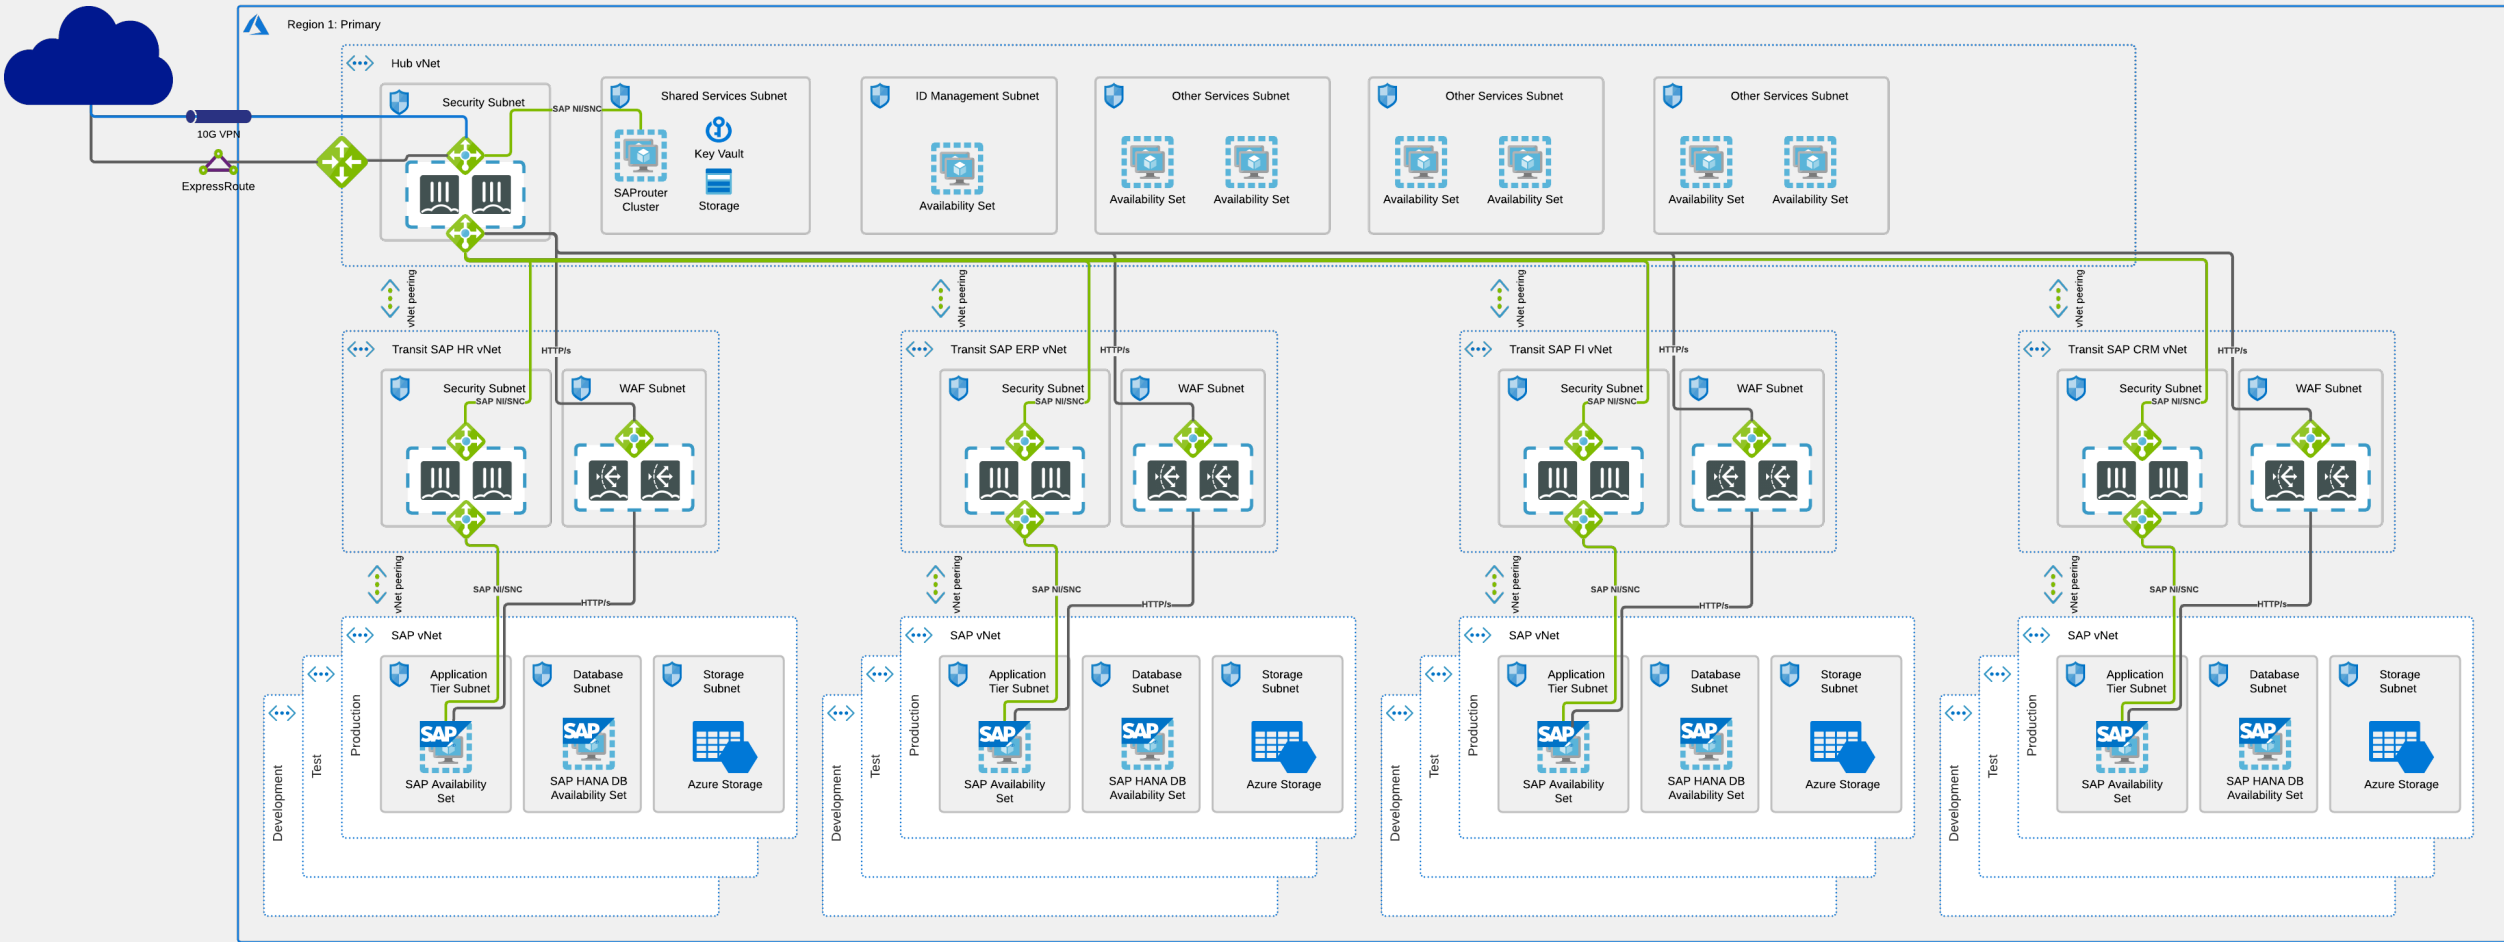 Region 1: Primary
Hub vNet
Security Subnet
SAP NI/SNC
Shared Services Subnet
ID Management Subnet
Other Services Subnet
Other Services Subnet
Other Services Subnet
10G VPN
ExpressRoute
Key Vault
SAProuter
Cluster
Storage
Availability Set
Availability Set
Availability Set
Availability Set
Availability Set
Availability Set
Availability Set
vNet peering
vNet peering
vNet peering
vNet peering
Transit SAP HR vNet
HTTP/s
Security Subnet
WAF Subnet
SAP NI/SNC
Transit SAP ERP vNet
HTTP/s
Security Subnet
WAF Subnet
SAP NI/SNC
Transit SAP FI vNet
HTTP/s
Security Subnet
WAF Subnet
SAP NI/SNC
Transit SAP CRM vNet
HTTP/s
Security Subnet
WAF Subnet
SAP NI/SNC
vNet peering
SAP NI/SNC
HTTP/s
vNet peering
SAP NI/SNC
HTTP/s
vNet peering
SAP NI/SNC
HTTP/s
vNet peering
SAP NI/SNC
HTTP/s
SAP vNet
Application
Tier Subnet
Database
Subnet
Storage
Subnet
Production
Test
Development
SAP
SAP
SAP Availability
Set
SAP HANA DB
Availability Set
Azure Storage
SAP vNet
Application
Tier Subnet
Database
Subnet
Storage
Subnet
Production
Test
Development
SAP
SAP
SAP Availability
Set
SAP HANA DB
Availability Set
Azure Storage
SAP vNet
Application
Tier Subnet
Database
Subnet
Storage
Subnet
Production
Test
Development
SAP
SAP
SAP Availability
Set
SAP HANA DB
Availability Set
Azure Storage
SAP vNet
Application
Tier Subnet
Database
Subnet
Storage
Subnet
Production
Test
Development
SAP
SAP
SAP Availability
Set
SAP HANA DB
Availability Set
Azure Storage